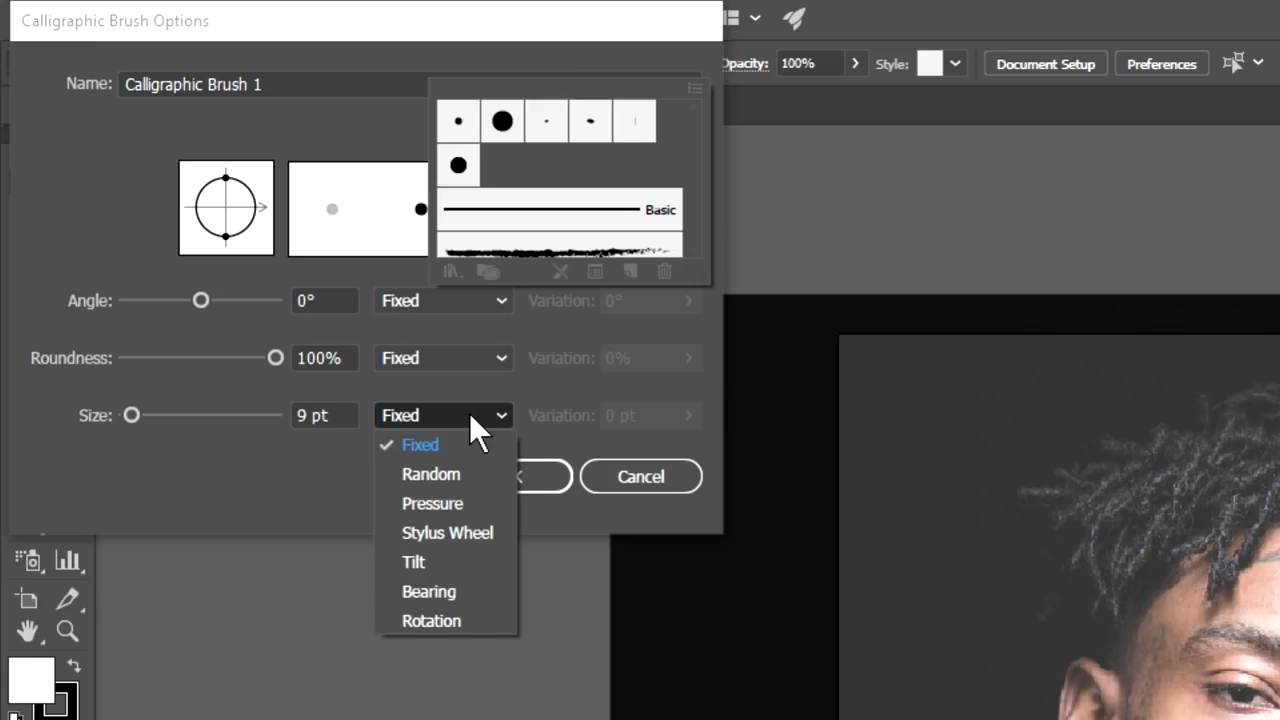 Calligraphic Brush Options
Opacity: 100% Style: Document Setup Preferences
Name: Calligraphic Brush 1
Basic
Angle: 0° Fixed Variation: 0°
Roundness: 100% Fixed Variation: 0%
Size: 9 pt Fixed Variation: 0 pt
Fixed
Random
Pressure
Stylus Wheel
Tilt
Bearing
Rotation
Cancel